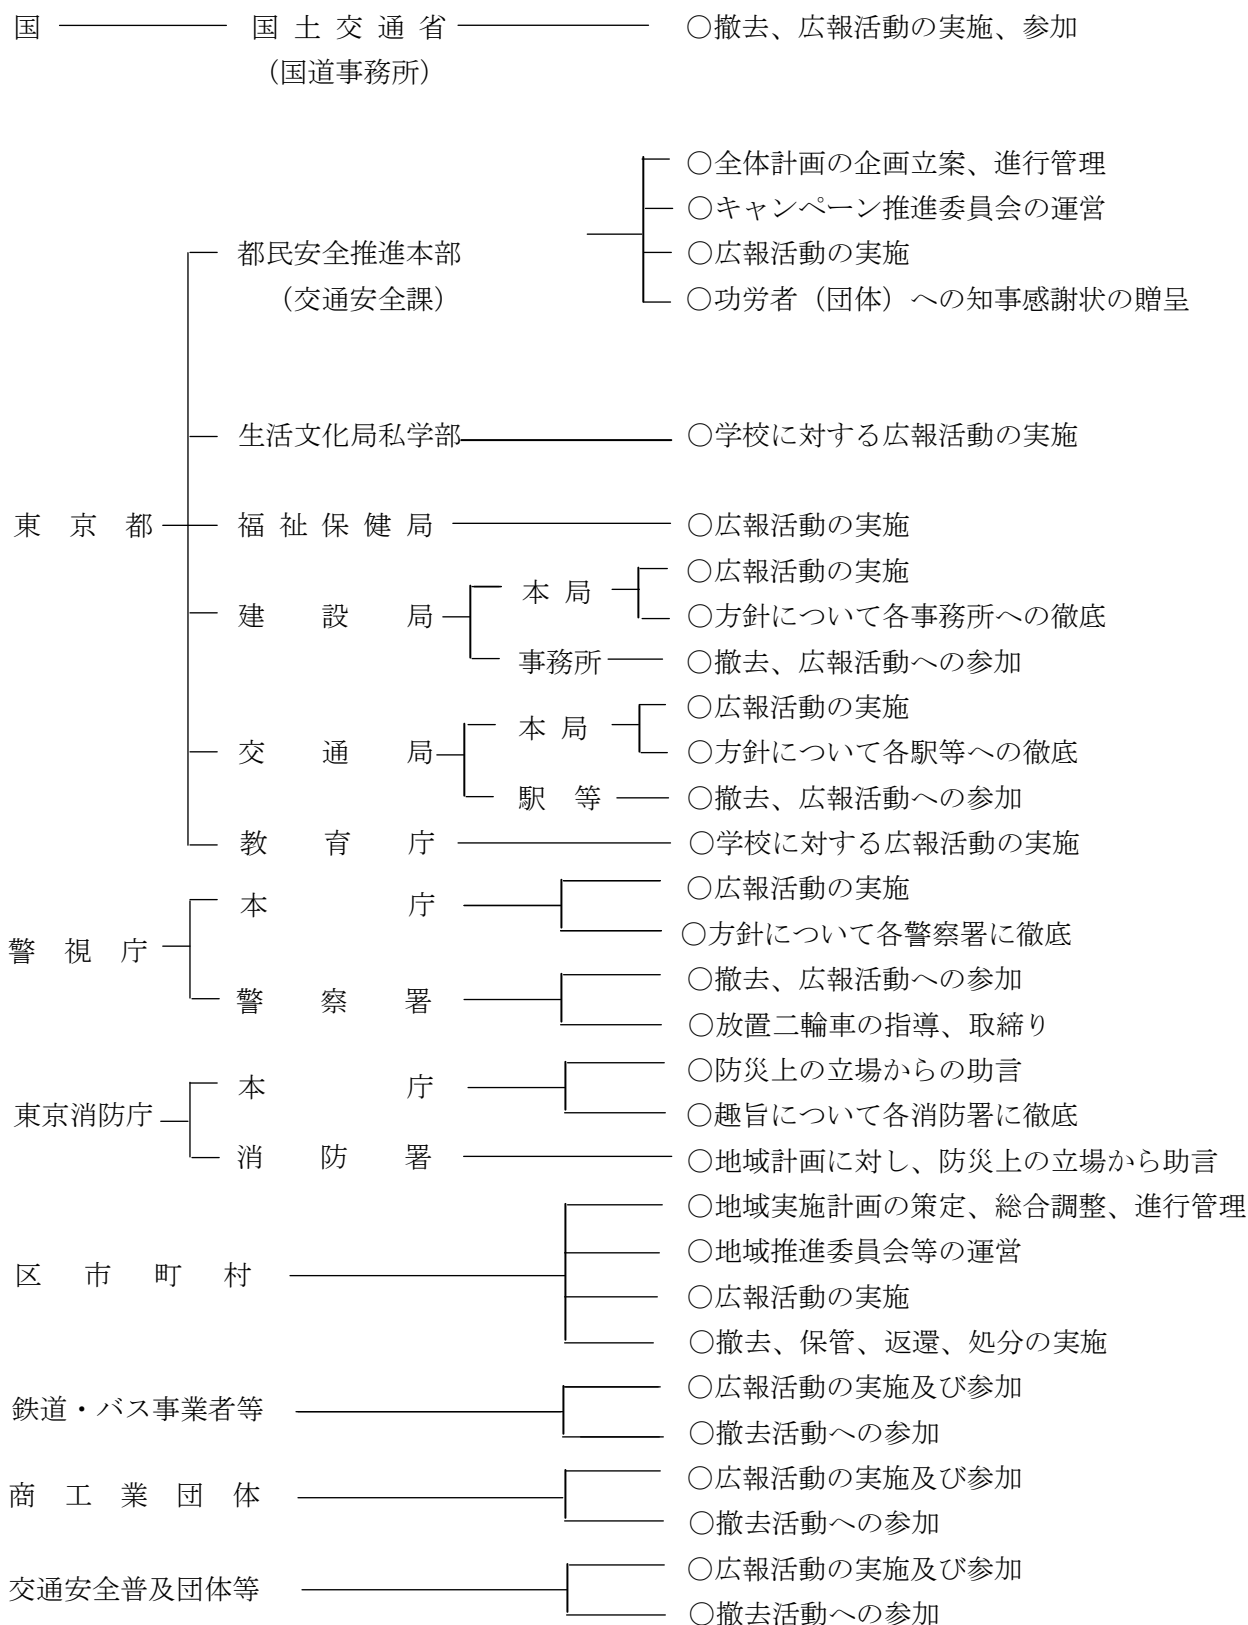 国 国土交通省 ○撤去、広報活動の実施、参加
（国道事務所）
○全体計画の企画立案、進行管理
○キャンペーン推進委員会の運営
都民安全推進本部 ○広報活動の実施
（交通安全課） ○功労者（団体）への知事感謝状の贈呈
生活文化局私学部 ○学校に対する広報活動の実施
東京都 福祉保健局 ○広報活動の実施
建設局 本局 ○広報活動の実施
○方針について各事務所への徹底
事務所 ○撤去、広報活動への参加
交通局 本局 ○広報活動の実施
○方針について各駅等への徹底
駅等 ○撤去、広報活動への参加
教育庁 ○学校に対する広報活動の実施
警視庁 本庁 ○広報活動の実施
○方針について各警察署に徹底
警察署 ○撤去、広報活動への参加
○放置二輪車の指導、取締り
東京消防庁 本庁 ○防災上の立場からの助言
○趣旨について各消防署に徹底
消防署 ○地域計画に対し、防災上の立場から助言
区市町村 ○地域実施計画の策定、総合調整、進行管理
○地域推進委員会等の運営
○広報活動の実施
○撤去、保管、返還、処分の実施
鉄道・バス事業者等 ○広報活動の実施及び参加
○撤去活動への参加
商工業団体 ○広報活動の実施及び参加
○撤去活動への参加
交通安全普及団体等 ○広報活動の実施及び参加
○撤去活動への参加